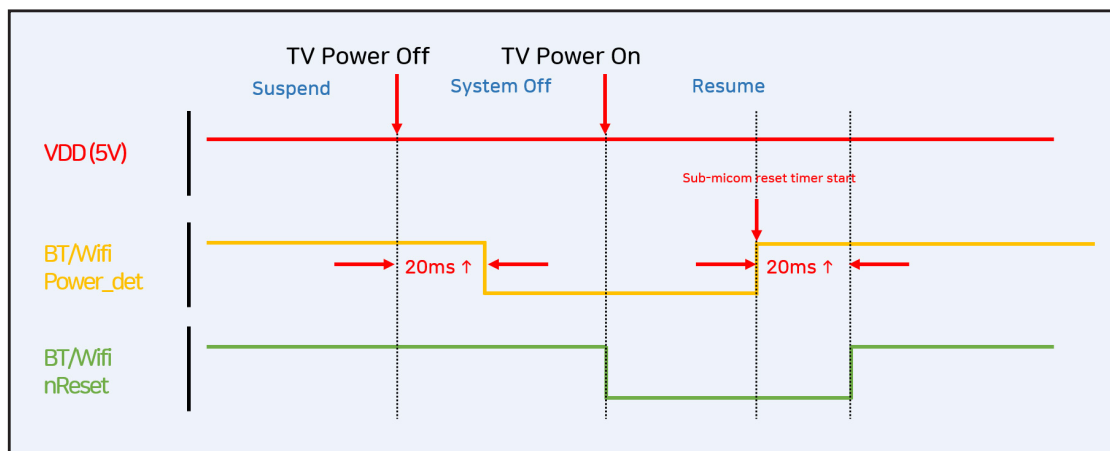 TV Power Off
TV Power On
Suspend
System Off
Resume
VDD (5V)
Sub-micom reset timer start
BT/Wifi
Power_det
20ms ↑
20ms ↑
BT/Wifi
nReset